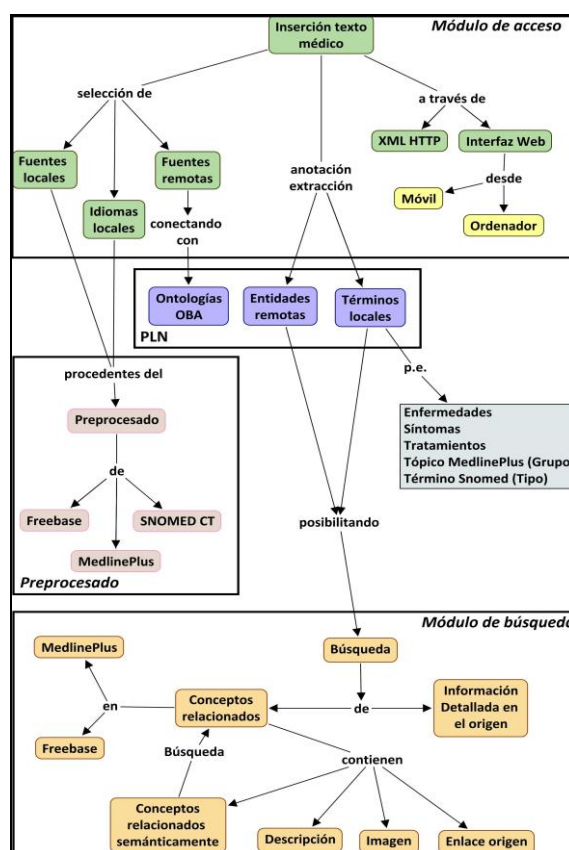 Inserción texto
médico
Módulo de acceso
selección de
a través de
XML HTTP
Interfaz Web
Fuentes
locales
Fuentes
remotas
anotación
extracción
desde
Móvil
Idiomas
locales
conectando
con
Ordenador
Ontologías
OBA
Entidades
remotas
Términos
locales
PLN
procedentes del
p.e.
Preprocesado
Enfermedades
Síntomas
Tratamientos
Tópico MedlinePlus (Grupo
Término Snomed (Tipo)
de
Freebase
SNOMED CT
posibilitando
MedlinePlus
Preprocesado
Módulo de búsqueda
MedlinePlus
Búsqueda
en
Conceptos
relacionados
de
Información
Detallada en
el origen
Freebase
Búsqueda
contienen
Conceptos
relacionados
semánticamente
Descripción
Imagen
Enlace origen